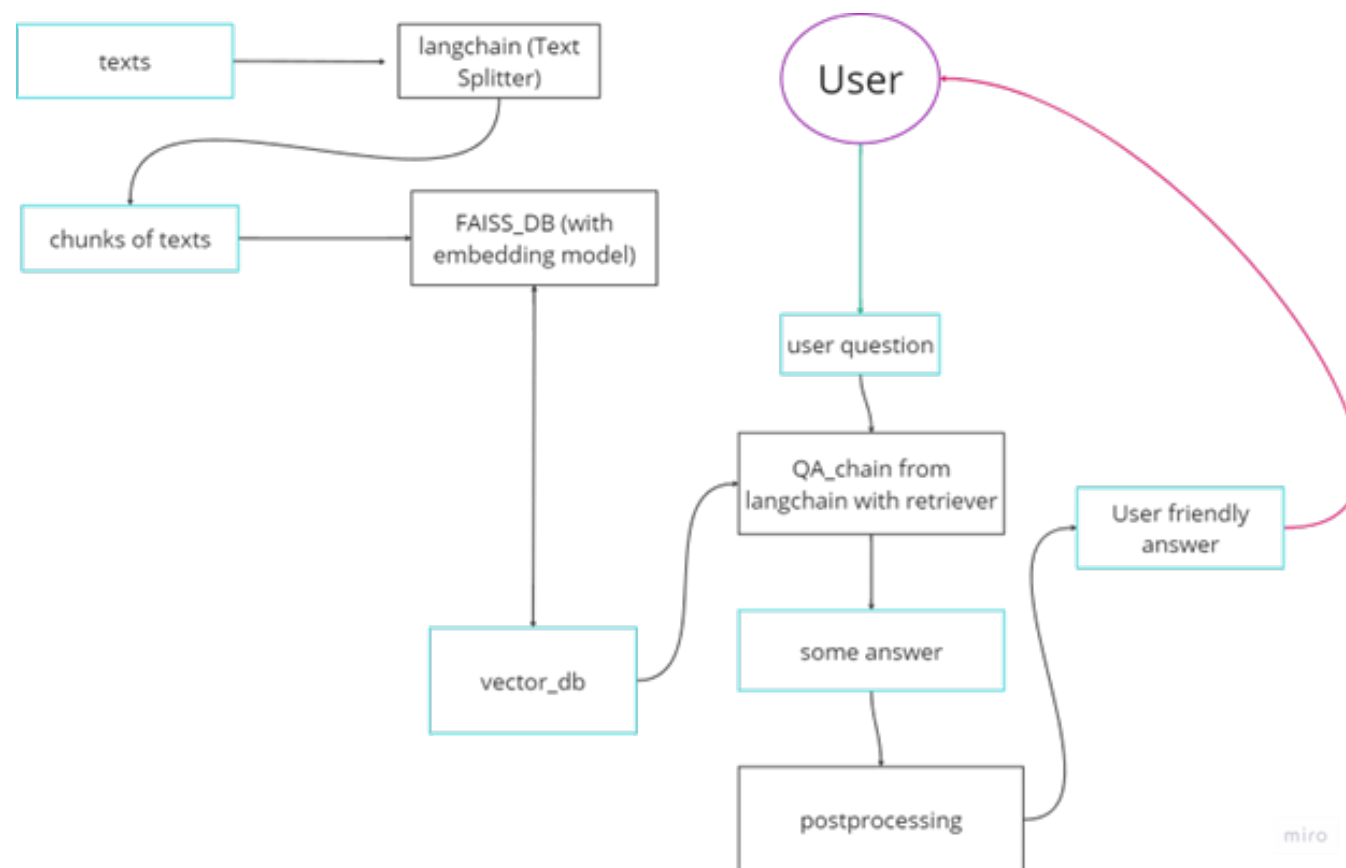 texts
langchain (Text
Splitter)
User
chunks of texts
FAISS_DB (with
embedding model)
user question
QA_chain from
langchain with retriever
User friendly
answer
some answer
vector_db
postprocessing
miro